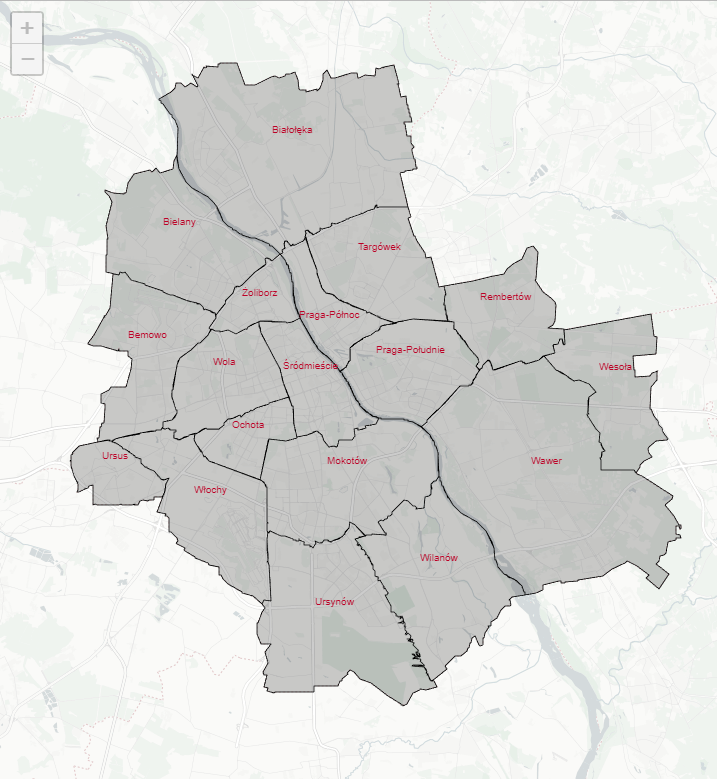 +
−
Białołęka
Bielany
Targówek
Żoliborz
Rembertów
Praga-Północ
Bemowo
Praga-Południe
Wola
Śródmieście
Wesoła
Ochota
Ursus
Mokotów
Wawer
Włochy
Wilanów
Ursynów